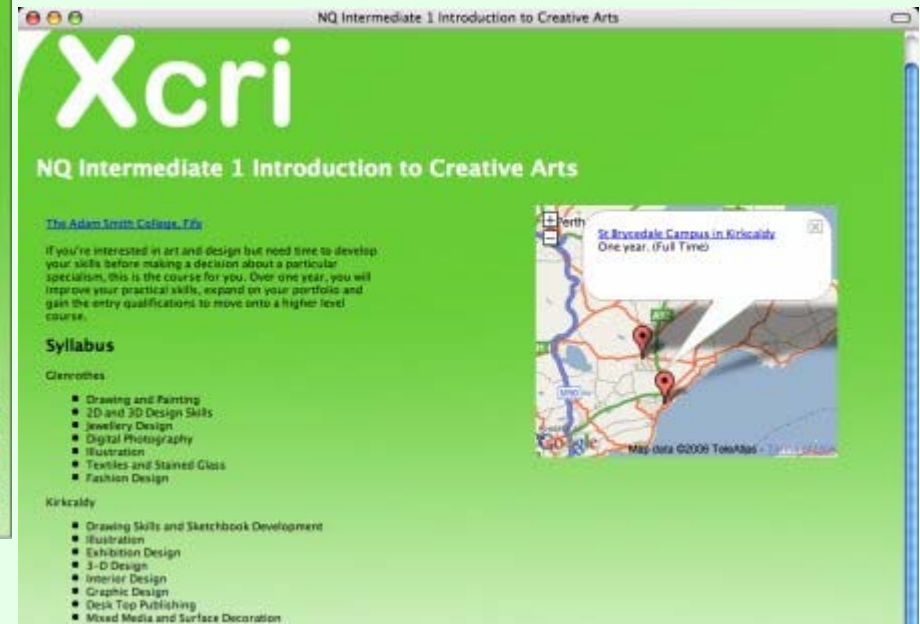 NQ Intermediate 1 Introduction to Creative Arts
Xcri
NQ Intermediate 1 Introduction to Creative Arts
The Adam Smith College, Fife
If you're interested in art and design but need time to develop
your skills before making a decision about a particular
specialism, this is the course for you. Over one year, you will
improve your practical skills, expand on your portfolio and
gain the entry qualifications to move onto a higher level
course.
Syllabus
Glenrothes
Drawing and Painting
2D and 3D Design Skills
Jewellery Design
Digital Photography
Illustration
Textiles and Stained Glass
Fashion Design
Kirkcaldy
Drawing Skills and Sketchbook Development
Illustration
Exhibition Design
3-D Design
Interior Design
Graphic Design
Desk Top Publishing
Mixed Media and Surface Decoration
Perth
St Brycedale Campus in Kirkcaldy
One year. (Full Time)
A92
M90
Google
Map data ©2006 TeleAtlas - Terms of